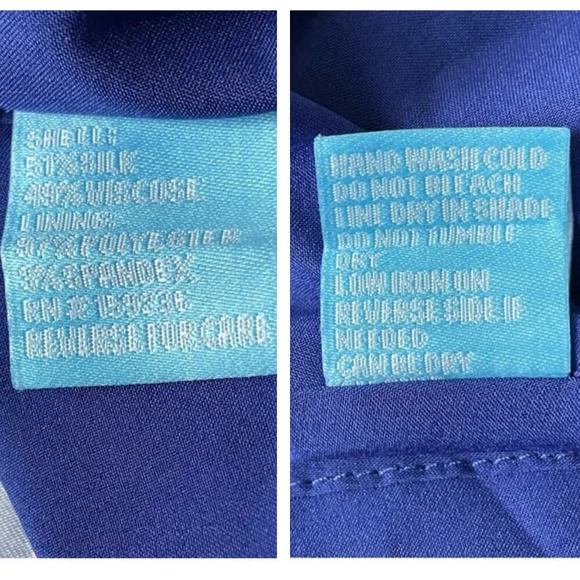 SHELL:
51% SILK
49% VISCOSE
LINING:
97% POLYESTER
3% SPANDEX
RN #
REVERSE FOR CARE
HAND WASH COLD
DO NOT BLEACH
LINE DRY IN SHADE
DO NOT TUMBLE
DRY
LOW IRON ON
REVERSE SIDE IF
NEEDED
CAN BE DRY